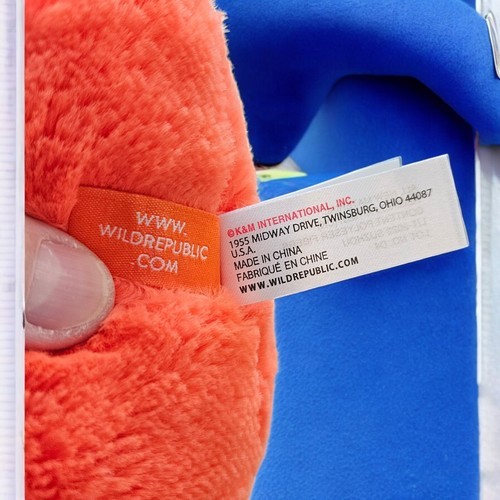 WWW.
WILDREPUBLIC
.COM
©K&M INTERNATIONAL, INC.
1955 MIDWAY DRIVE, TWINSBURG, OHIO 44087
U.S.A.
MADE IN CHINA
FABRIQUÉ EN CHINE
WWW.WILDREPUBLIC.COM